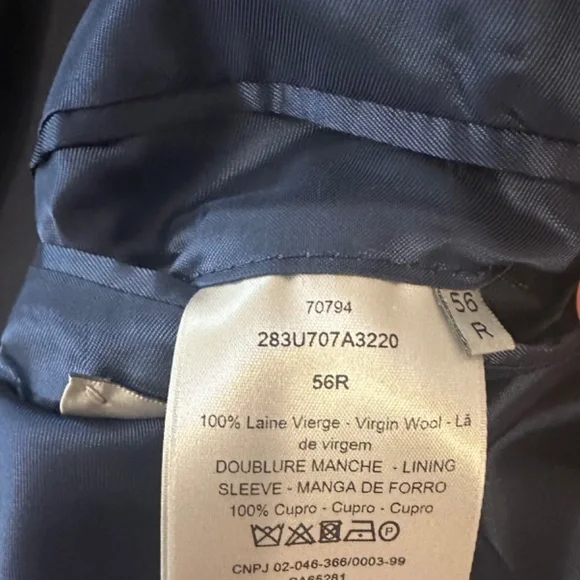 70794
283U707A3220
56R
56
R
100% Laine Vierge - Virgin Wool - Lã
de virgem
DOUBLURE MANCHE - LINING
SLEEVE - MANGA DE FORRO
100% Cupro - Cupro - Cupro
P
CNPJ 02-046-366/0003-99